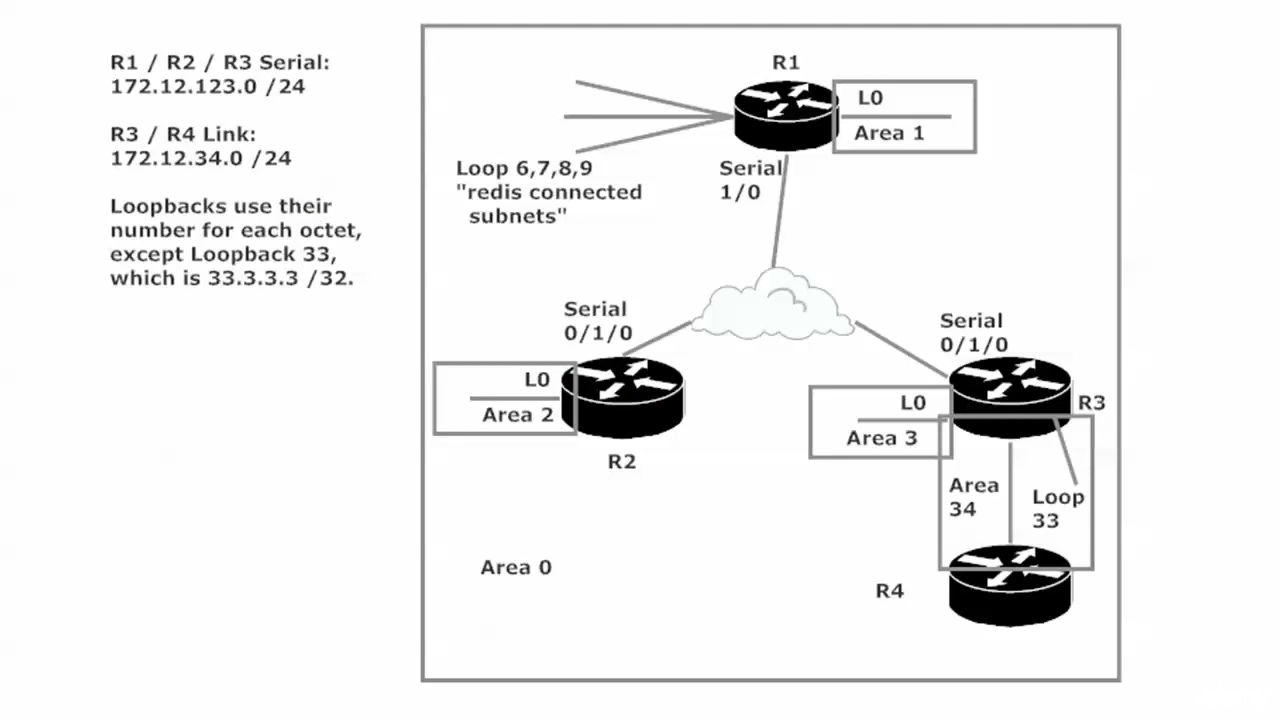 R1 / R2 / R3 Serial:
172.12.123.0 /24
R3 / R4 Link:
172.12.34.0 /24
Loopbacks use their
number for each octet,
except Loopback 33,
which is 33.3.3.3 /32.
R1
L0
Area 1
Loop 6,7,8,9
"redis connected
subnets"
Serial
1/0
Serial
0/1/0
Serial
0/1/0
L0
Area 2
R2
L0
Area 3
R3
Area
34
Loop
33
Area 0
R4